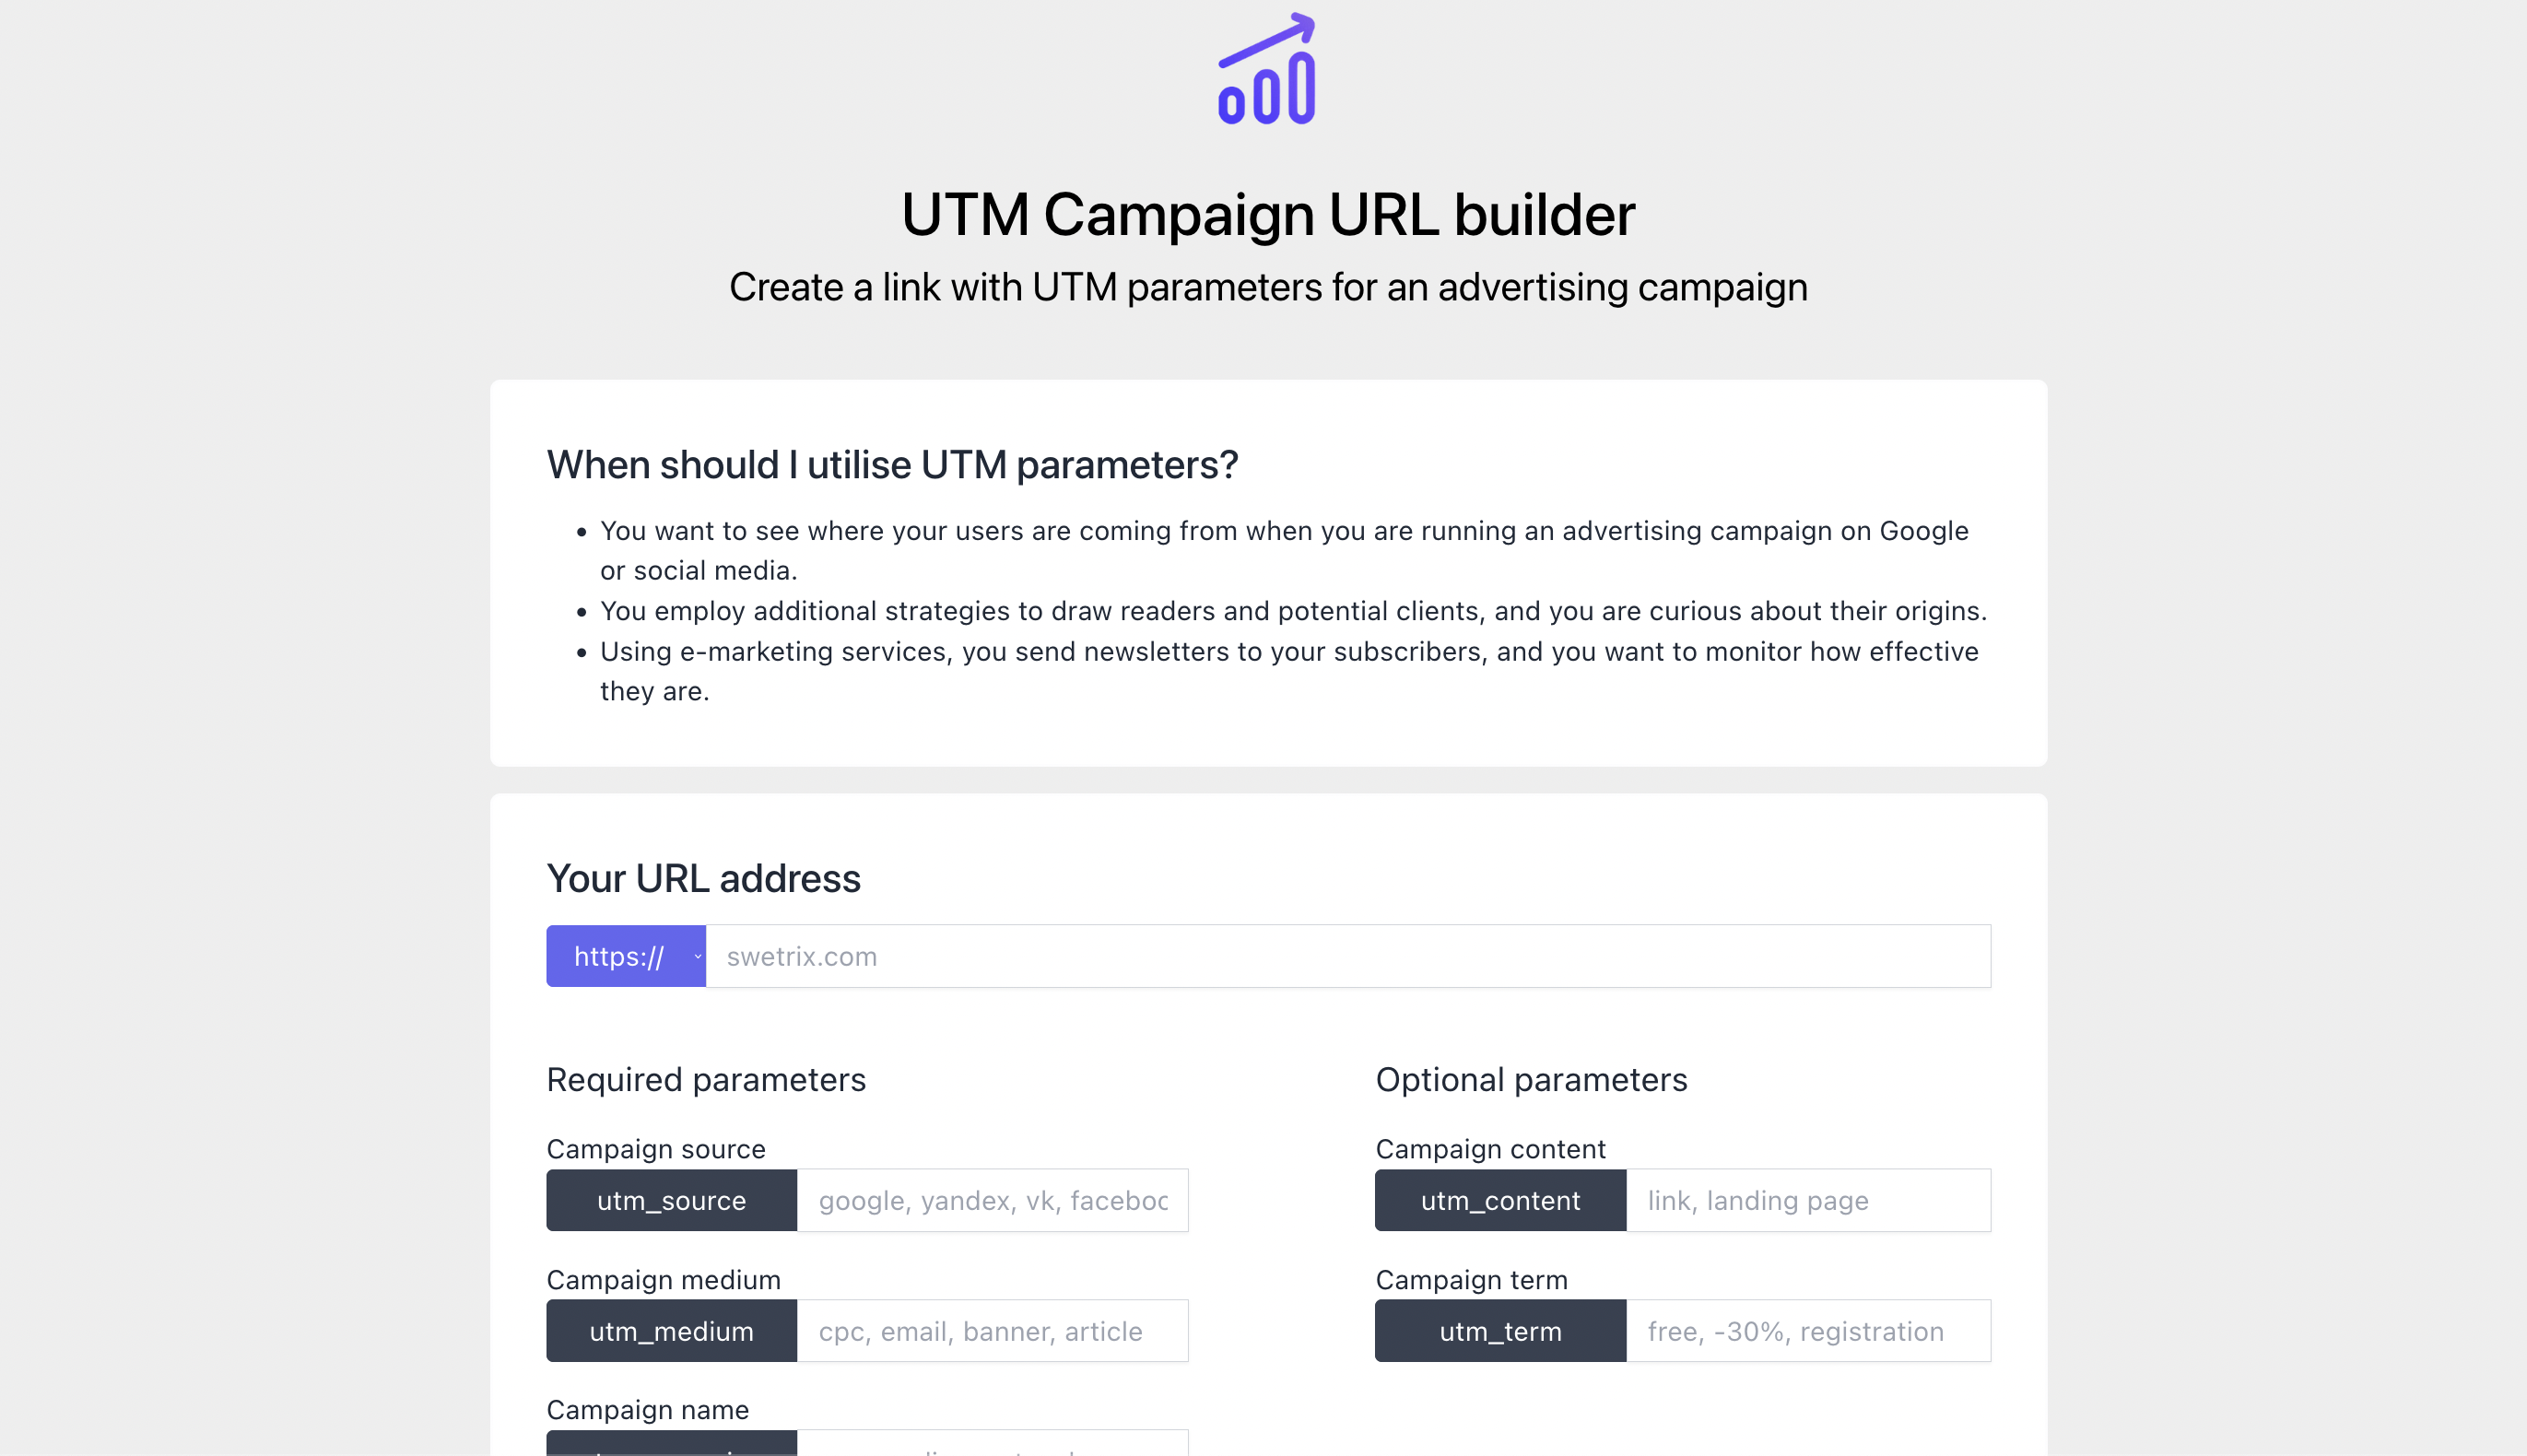 UTM Campaign URL builder
Create a link with UTM parameters for an advertising campaign
When should I utilise UTM parameters?
• You want to see where your users are coming from when you are running an advertising campaign on Google
or social media.
• You employ additional strategies to draw readers and potential clients, and you are curious about their origins.
• Using e-marketing services, you send newsletters to your subscribers, and you want to monitor how effective
they are.
Your URL address
https:// swetrix.com
Required parameters
Optional parameters
Campaign source
utm_source google, yandex, vk, faceboo
Campaign content
utm_content link, landing page
Campaign medium
utm_medium cpc, email, banner, article
Campaign term
utm_term free, -30%, registration
Campaign name